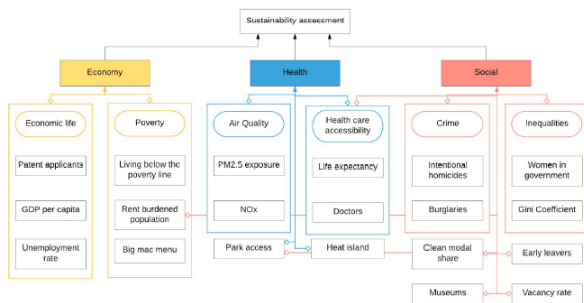 Sustainability assessment
Economy
Health
Social
Economic life
Poverty
Air Quality
Health care
accessibility
Crime
Inequalities
Patent applicants
Living below the
poverty line
PM2.5 exposure
Life expectancy
Intentional
homicides
Women in
government
GDP per capita
Rent burdened
population
NOx
Doctors
Burglaries
Gini Coefficient
Unemployment
rate
Big mac menu
Park access
Heat island
Clean modal
share
Early leavers
Museums
Vacancy rate